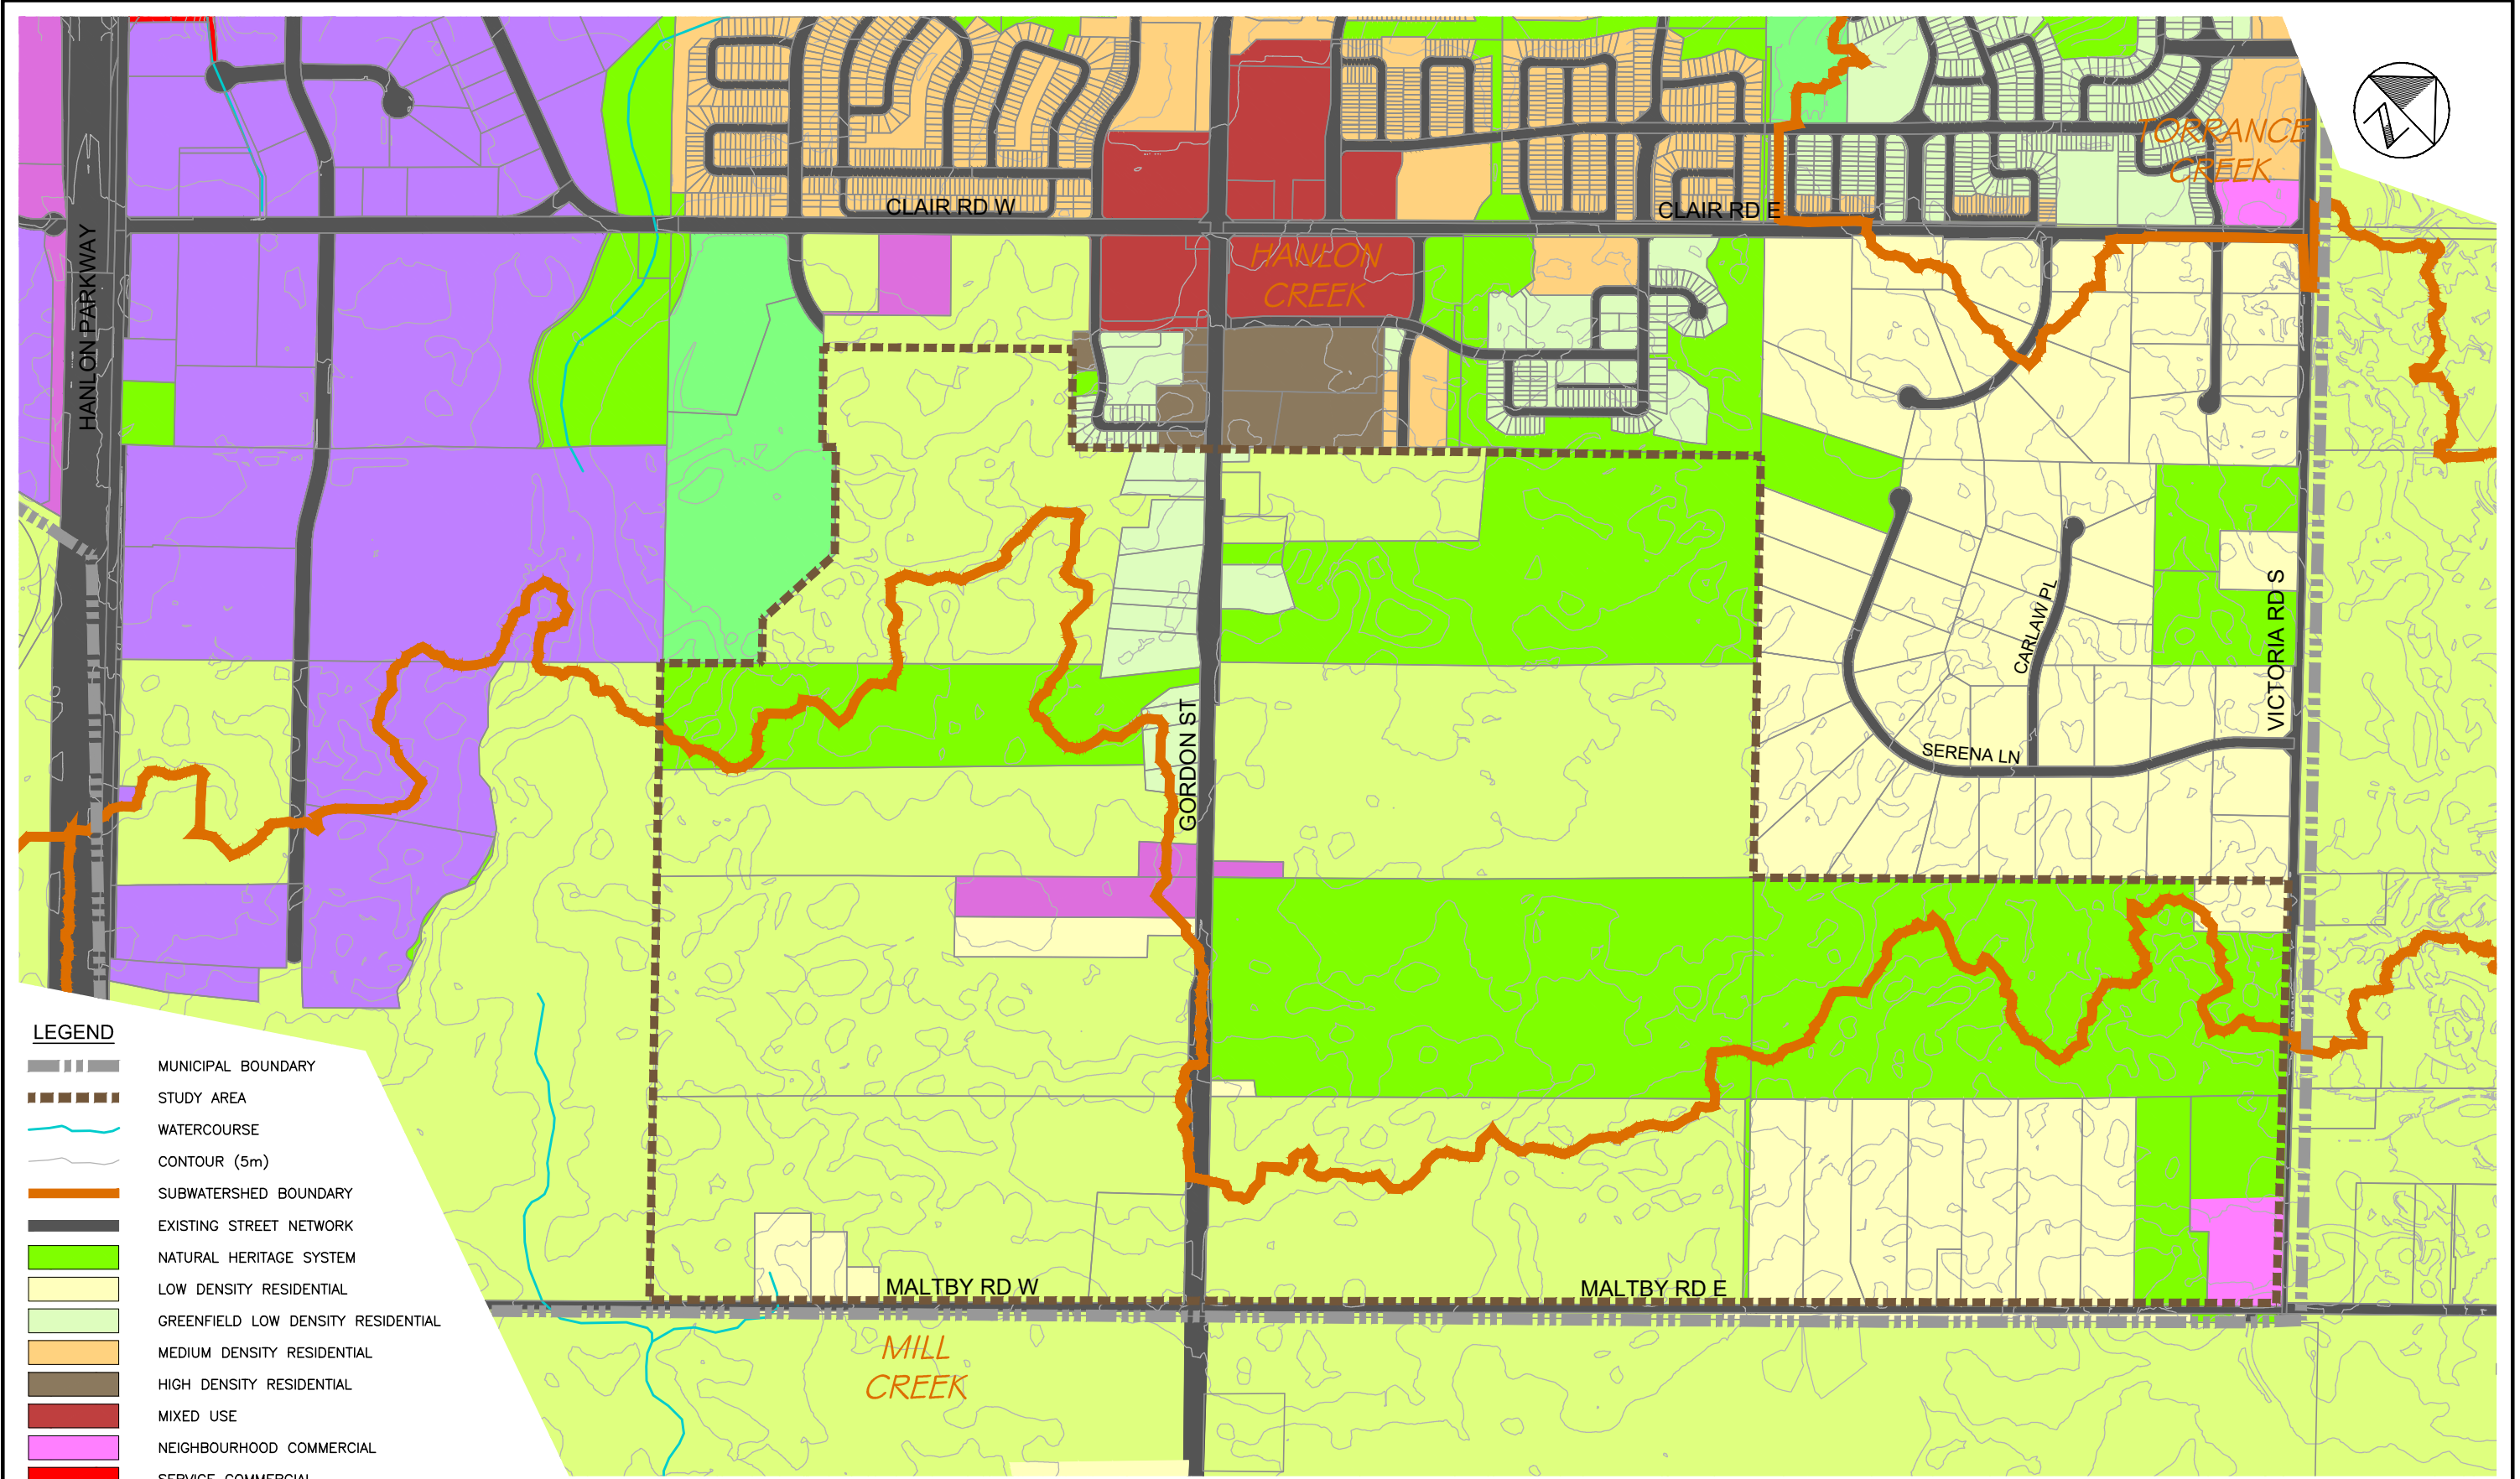 TORRANCE
CREEK
CLAIR RD W
CLAIR RD E
HANLON
CREEK
HANLON PARKWAY
GORDON ST
CARLAW PL
VICTORIA RD S
SERENA LN
MALTBY RD W
MALTBY RD E
MILL
CREEK
LEGEND
MUNICIPAL BOUNDARY
STUDY AREA
WATERCOURSE
CONTOUR (5m)
SUBWATERSHED BOUNDARY
EXISTING STREET NETWORK
NATURAL HERITAGE SYSTEM
LOW DENSITY RESIDENTIAL
GREENFIELD LOW DENSITY RESIDENTIAL
MEDIUM DENSITY RESIDENTIAL
HIGH DENSITY RESIDENTIAL
MIXED USE
NEIGHBOURHOOD COMMERCIAL
SERVICE COMMERCIAL